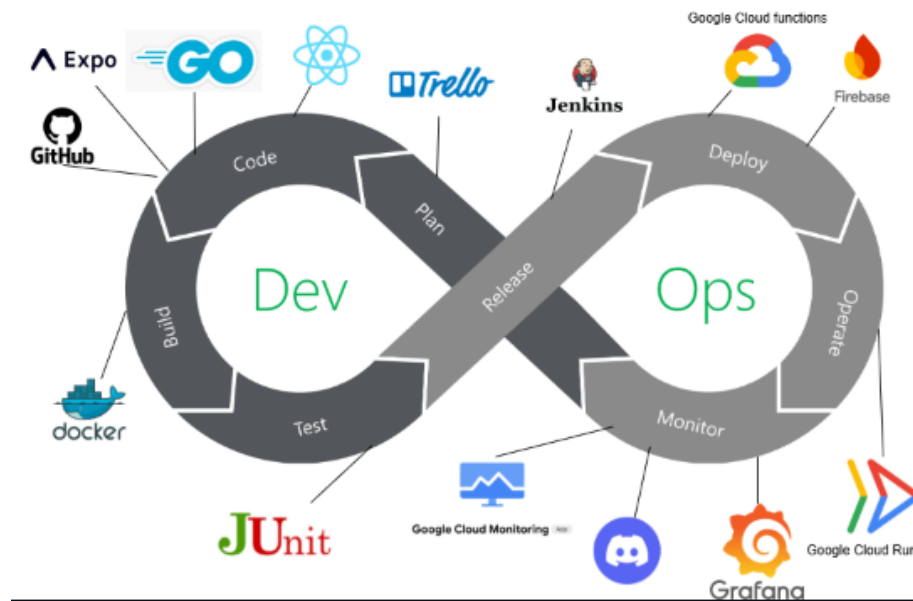 Google Cloud functions
Expo
GO
Trello
Jenkins
Firebase
GitHub
Code
Plan
Deploy
Dev
Release
Ops
Build
Operate
docker
Test
Monitor
JUnit
Google Cloud Monitoring App
Google Cloud Run
Grafana